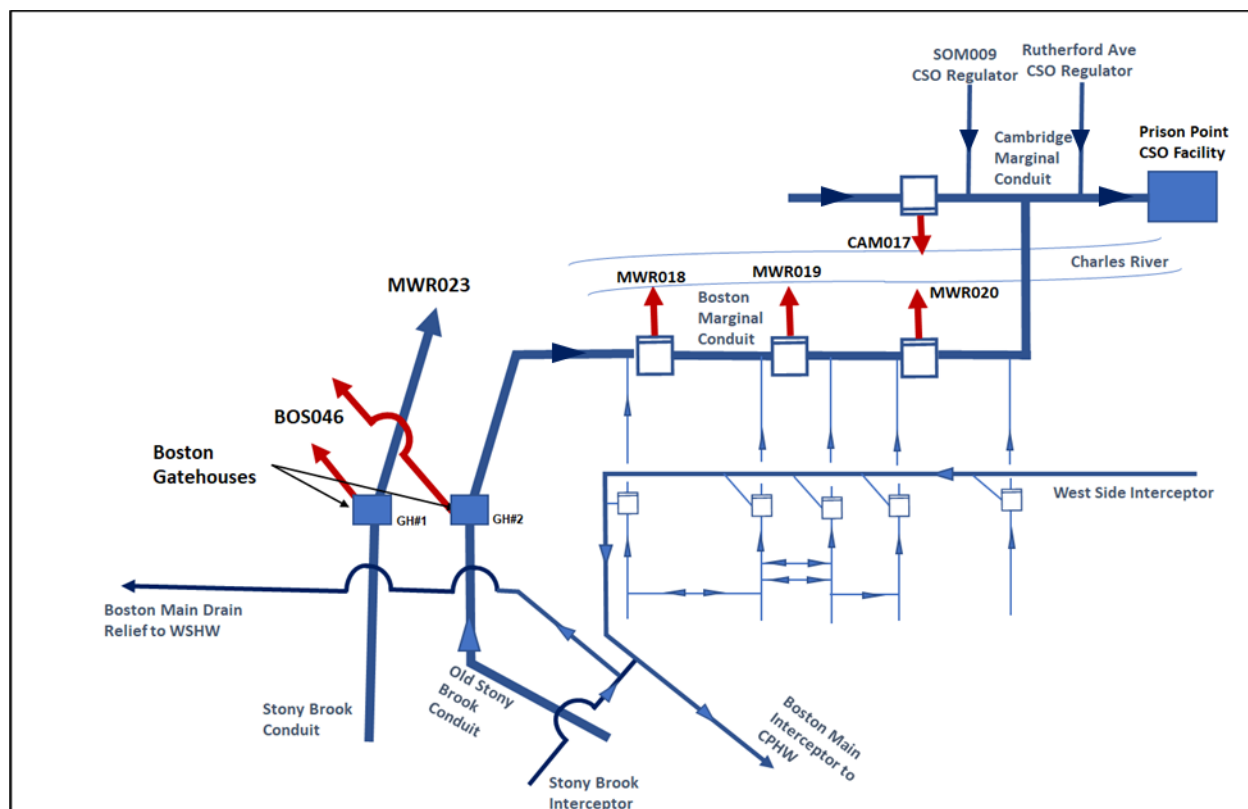 SOM009
CSO Regulator
Rutherford Ave
CSO Regulator
Cambridge
Marginal
Conduit
Prison Point
CSO Facility
CAM017
Charles River
MWR018
MWR019
MWR020
MWR023
Boston
Marginal
Conduit
BOS046
Boston
Gatehouses
GH#1
GH#2
West Side Interceptor
Boston Main Drain
Relief to WSHW
Stony Brook
Conduit
Old Stony
Brook
Conduit
Stony Brook
Interceptor
Boston Main
Interceptor to
CPHW